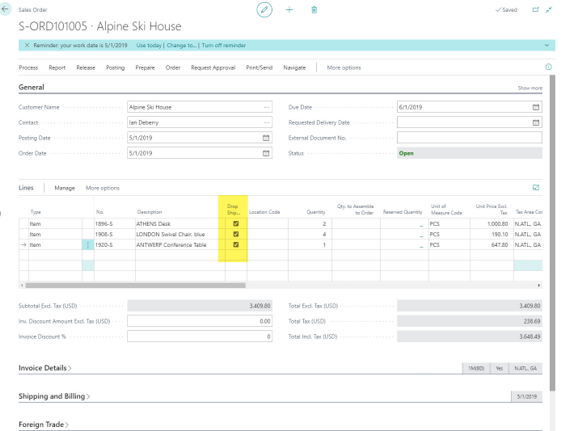 Sales Order
Saved
S-ORD101005 · Alpine Ski House
Reminder: your work date is 5/1/2019 Use today | Change to... | Turn off reminder
Process Report Release Posting Prepare Order Request Approval Print/Send Navigate More options
General
Show more
Customer Name Alpine Ski House
Due Date 6/1/2019
Contact Ian Deberry
Requested Delivery Date
Posting Date 5/1/2019
External Document No.
Order Date 5/1/2019
Status Open
Lines Manage More options
Type No. Description Drop Ship... Location Code Quantity Qty. to Assemble to Order Reserved Quantity Unit of Measure Code Unit Price Excl. Tax Tax Area Co
Item 1896-S ATHENS Desk 2 _ PCS 1,000.80 N.ATL., GA
Item 1908-S LONDON Swivel Chair, blue 4 _ PCS 190.10 N.ATL., GA
Item 1920-S ANTWERP Conference Table 1 _ PCS 647.80 N.ATL., GA
Subtotal Excl. Tax (USD) 3,409.80
Total Excl. Tax (USD) 3,409.80
Inv. Discount Amount Excl. Tax (USD) 0.00
Total Tax (USD) 238.69
Invoice Discount % 0
Total Incl. Tax (USD) 3,648.49
Invoice Details >
1M(8D) Yes N.ATL., GA
Shipping and Billing >
5/1/2019
Foreign Trade >